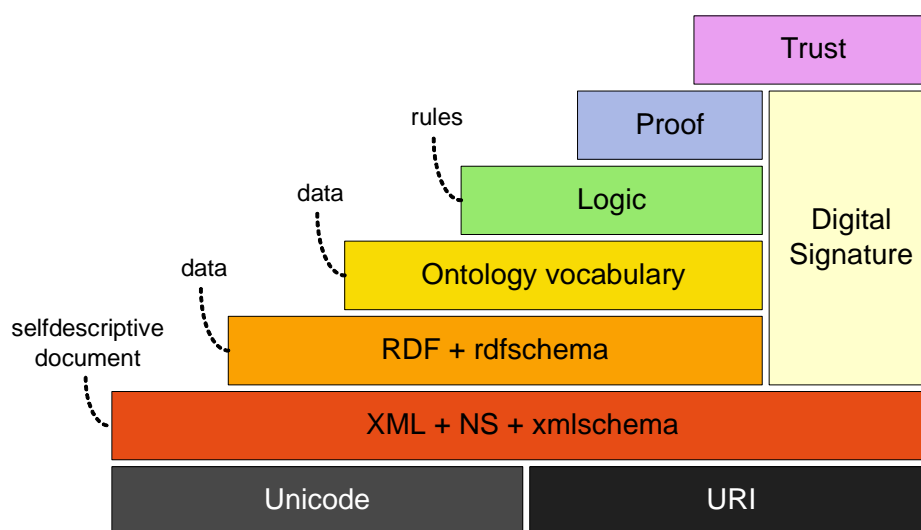 Trust
Proof
rules
Logic
data
Digital
Signature
Ontology vocabulary
data
RDF + rdfschema
selfdescriptive
document
XML + NS + xmlschema
Unicode
URI